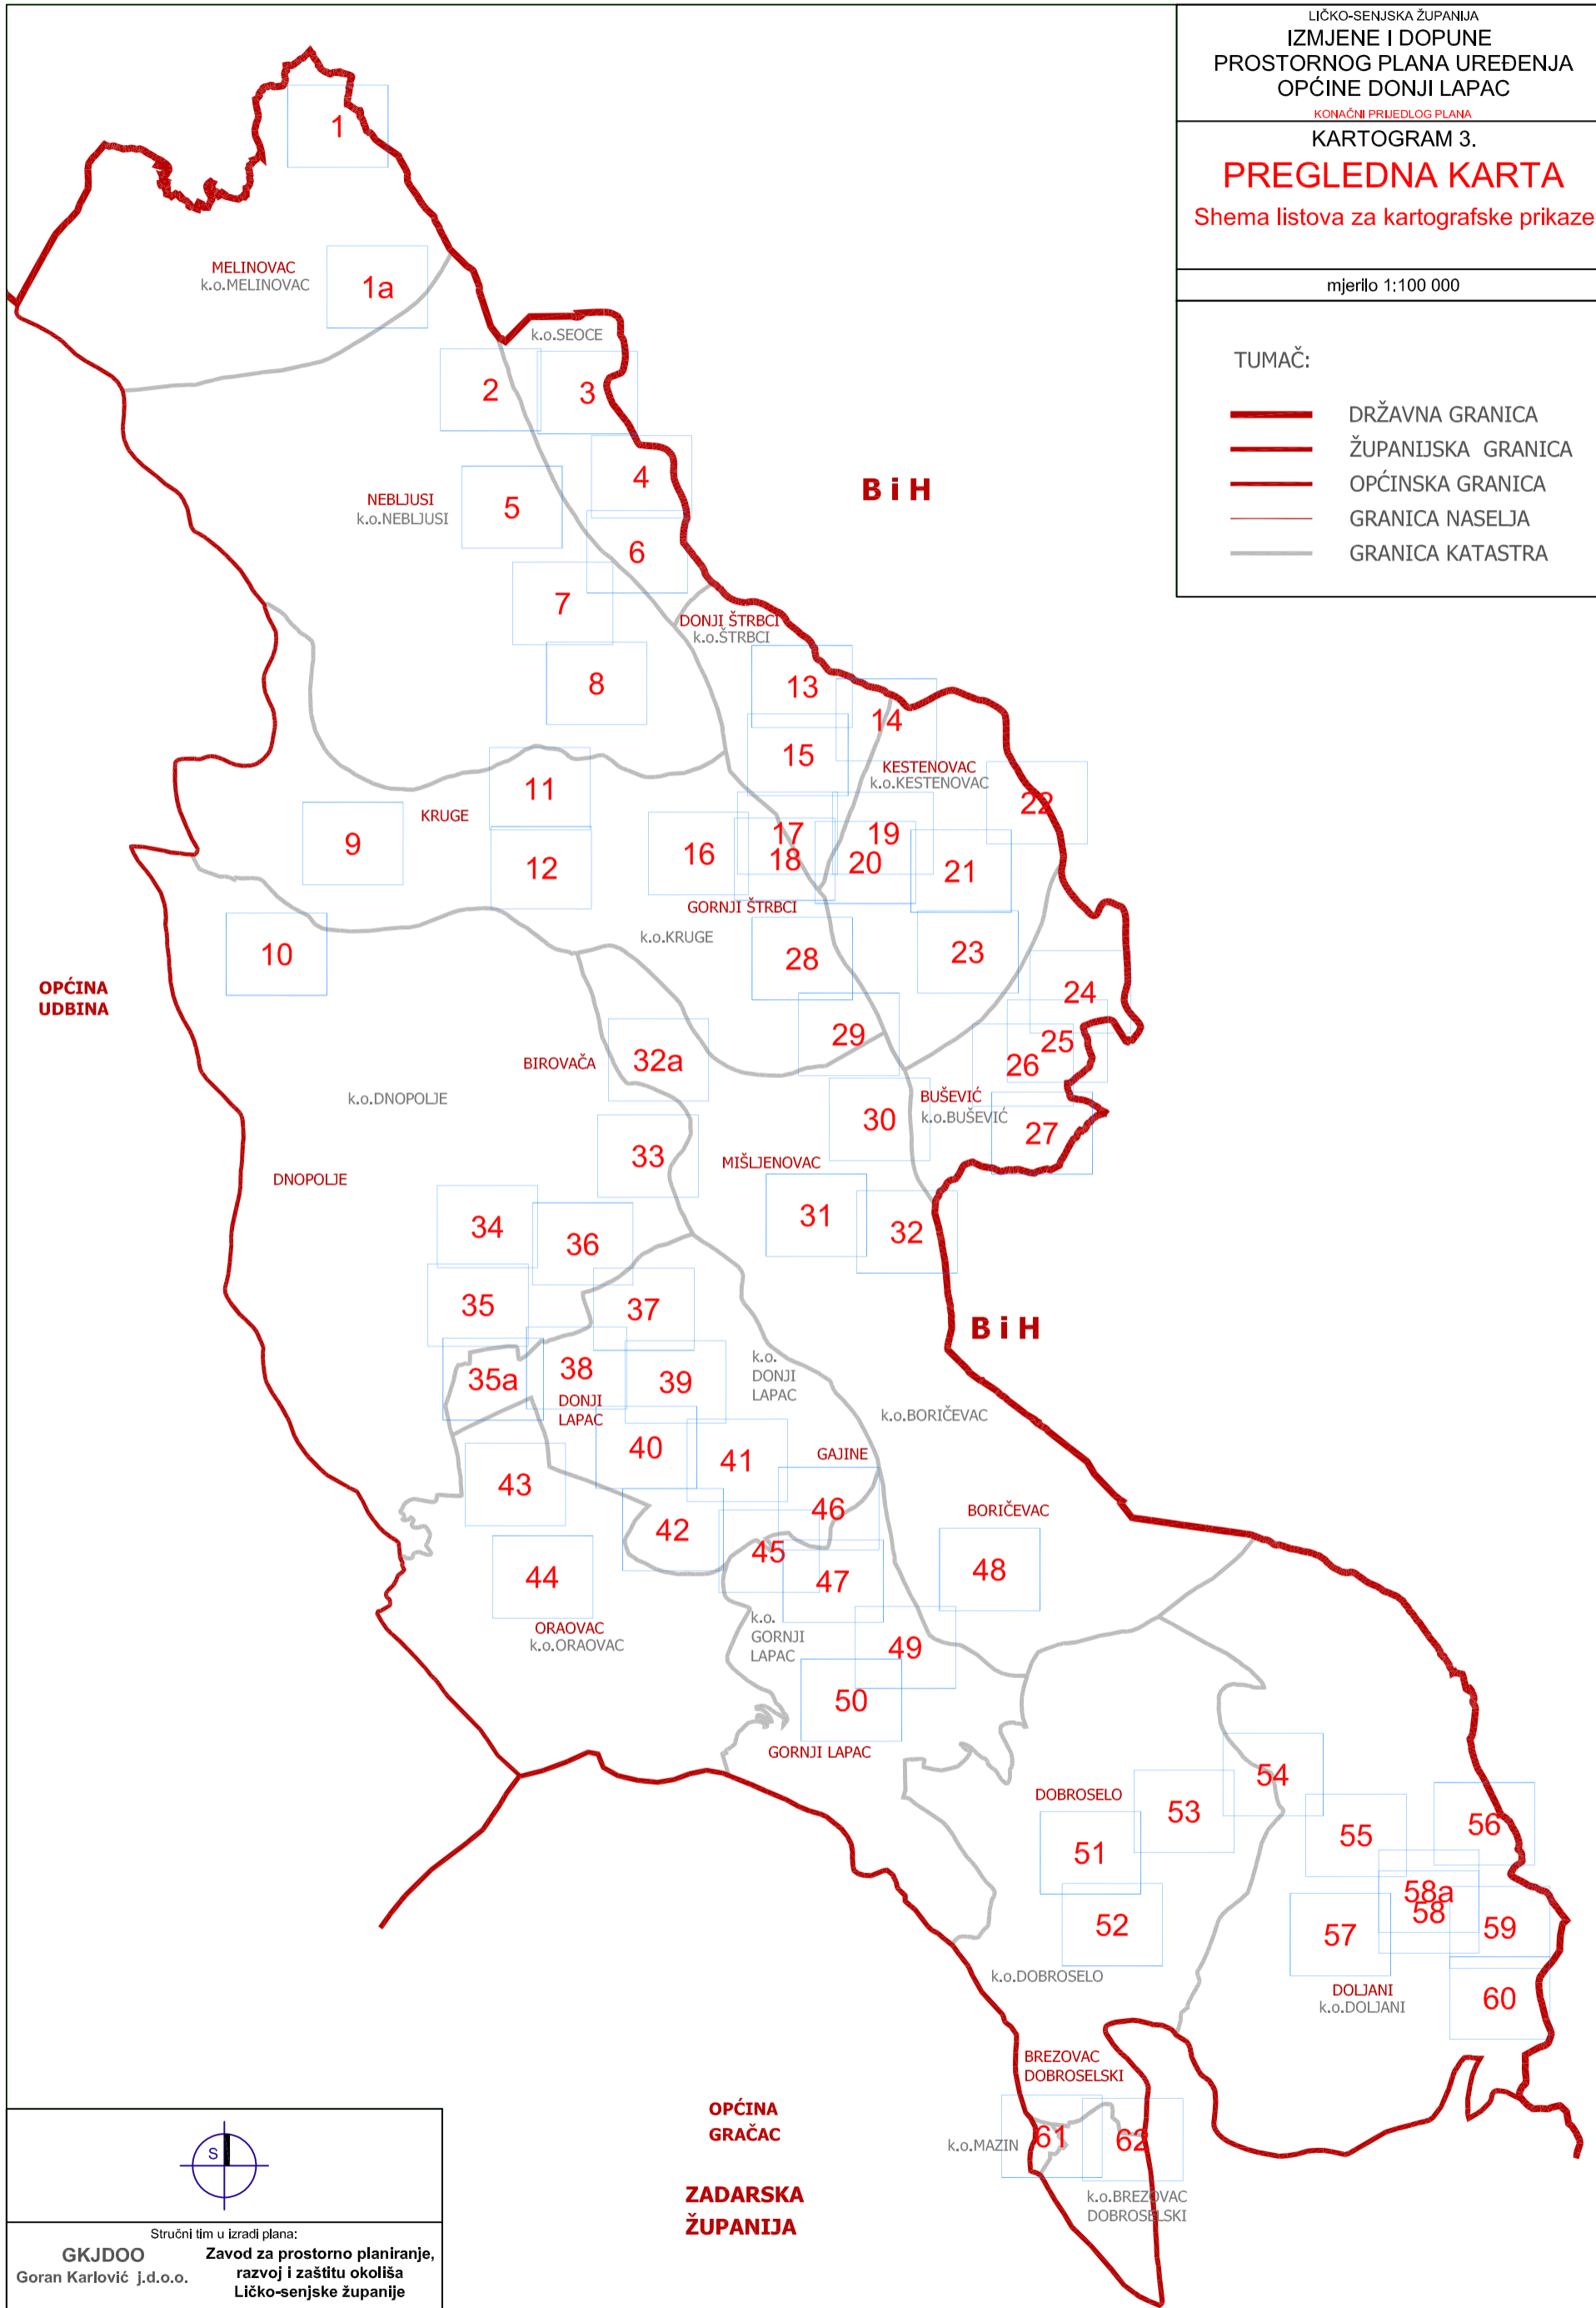 LIČKO-SENJSKA ŽUPANIJA
IZMJENE I DOPUNE
PROSTORNOG PLANA UREĐENJA
OPĆINE DONJI LAPAC
KONAČNI PRIJEDLOG PLANA
KARTOGRAM 3.
PREGLEDNA KARTA
Shema listova za kartografske prikaze
mjerilo 1:100 000
TUMAČ:
DRŽAVNA GRANICA
ŽUPANIJSKA GRANICA
OPĆINSKA GRANICA
GRANICA NASELJA
GRANICA KATASTRA
1
MELINOVAC
k.o.MELINOVAC
1a
k.o.SEOCE
2
3
4
B i H
NEBLJUSI
k.o.NEBLJUSI
5
6
7
DONJI ŠTRBCI
k.o.ŠTRBCI
8
13
14
15
KESTENOVAC
k.o.KESTENOVAC
11
22
KRUGE
9
12
16
17
18
19
20
21
GORNJI ŠTRBCI
k.o.KRUGE
10
28
23
24
OPĆINA
UDBINA
29
25
26
BIROVAČA
32a
k.o.DNOPOLJE
BUŠEVIĆ
k.o.BUŠEVIĆ
30
27
33
MIŠLJENOVAC
DNOPOLJE
31
32
34
36
35
37
B i H
35a
38
39
DONJI
LAPAC
k.o.
DONJI
LAPAC
k.o.BORIČEVAC
40
41
GAJINE
43
46
BORIČEVAC
42
45
47
48
44
ORAOVAC
k.o.ORAOVAC
k.o.
GORNJI
LAPAC
49
50
GORNJI LAPAC
DOBROSELO
54
53
51
55
56
52
58a
58
57
59
k.o.DOBROSELO
DOLJANI
k.o.DOLJANI
60
BREZOVAC
DOBROSELSKI
OPĆINA
GRAČAC
k.o.MAZIN
61
62
ZADARSKA
ŽUPANIJA
k.o.BREZOVAC
DOBROSELSKI
S
Stručni tim u izradi plana:
GKJDOO
Goran Karlović j.d.o.o.
Zavod za prostorno planiranje,
razvoj i zaštitu okoliša
Ličko-senjske županije